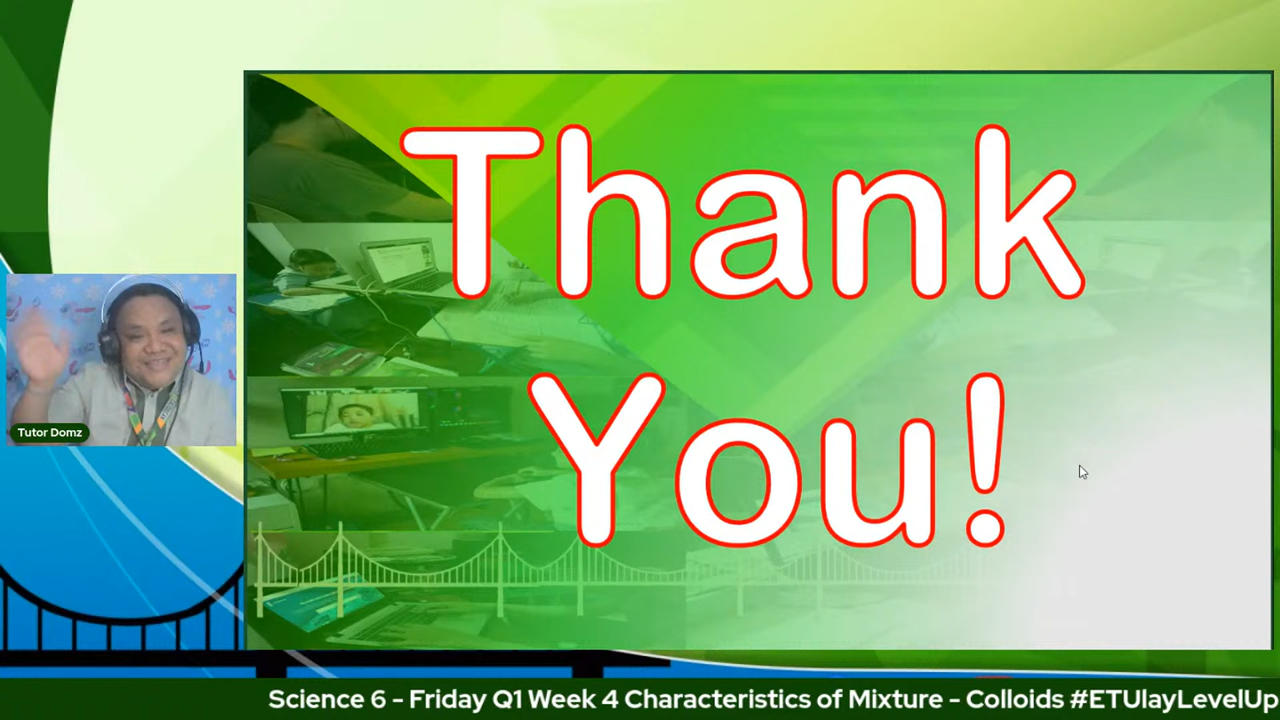 Thank
You!
Tutor Domz
Science 6 - Friday Q1 Week 4 Characteristics of Mixture - Colloids #ETUlayLevelUp